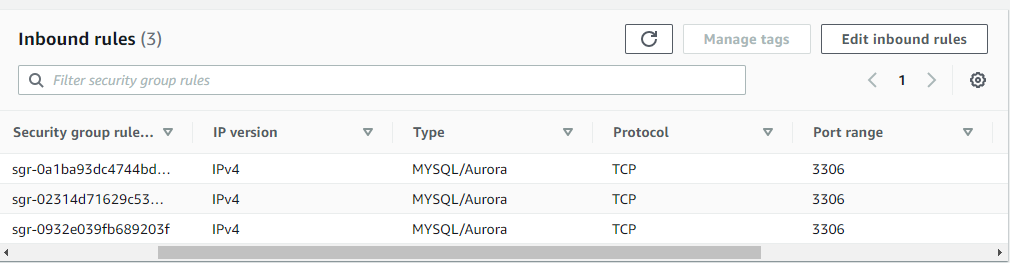 Inbound rules (3)
Manage tags
Edit inbound rules
Filter security group rules
1
Security group rule... IP version Type Protocol Port range
sgr-0a1ba93dc4744bd... IPv4 MYSQL/Aurora TCP 3306
sgr-02314d71629c53... IPv4 MYSQL/Aurora TCP 3306
sgr-0932e039fb689203f IPv4 MYSQL/Aurora TCP 3306